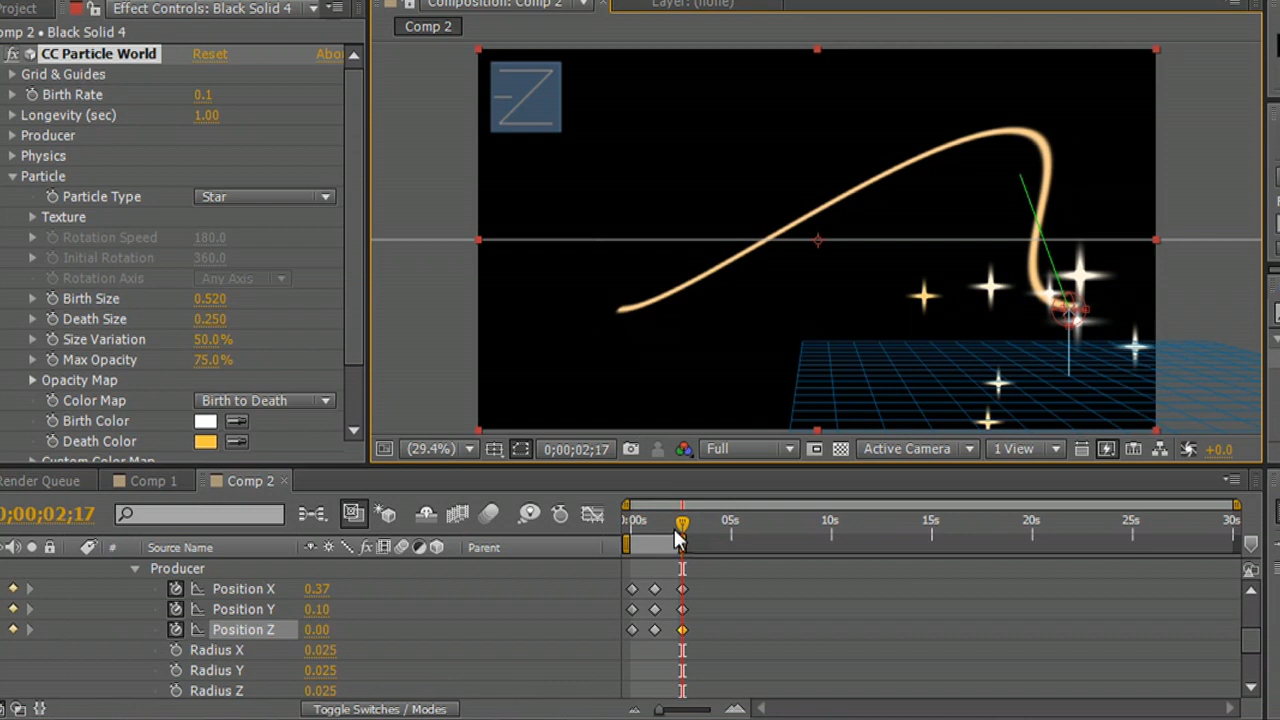 Project
Effect Controls: Black Solid 4
Composition: Comp 2
Layer: (none)
Comp 2 • Black Solid 4
Comp 2
fx CC Particle World Reset Abo
Grid & Guides
Birth Rate 0.1
Longevity (sec) 1.00
Producer
Physics
Particle
Particle Type Star
Texture
Rotation Speed 180.0
Initial Rotation 360.0
Rotation Axis Any Axis
Birth Size 0.520
Death Size 0.250
Size Variation 50.0%
Max Opacity 75.0%
Opacity Map
Color Map Birth to Death
Birth Color
Death Color
Custom Color Map
-Z
(29.4%) 0;00;02;17 Full Active Camera 1 View +0.0
Render Queue Comp 1 Comp 2
0;00;02;17
0:00s 05s 10s 15s 20s 25s 30s
# Source Name fx Parent
Producer
Position X 0.37
Position Y 0.10
Position Z 0.00
Radius X 0.025
Radius Y 0.025
Radius Z 0.025
Toggle Switches / Modes